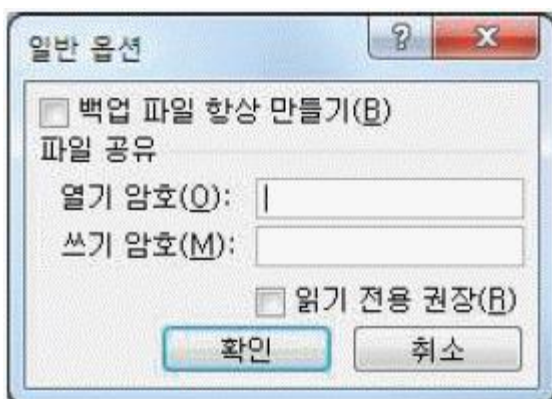 일반 옵션
백업 파일 항상 만들기(B)
파일 공유
열기 암호(O):
쓰기 암호(M):
읽기 전용 권장(R)
확인 취소